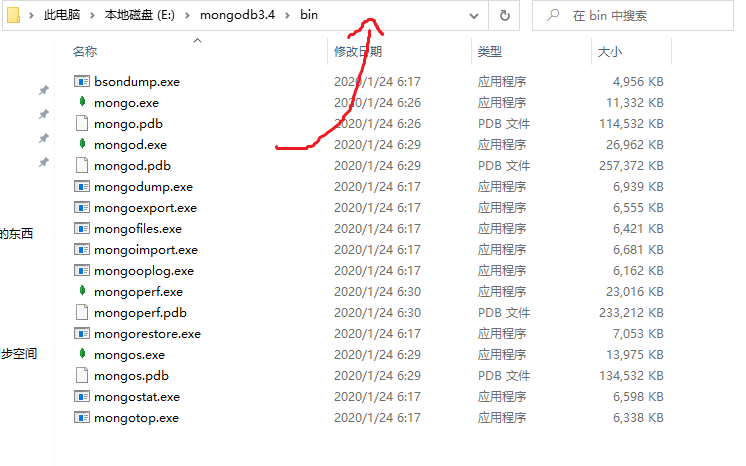 此电脑 > 本地磁盘 (E:) > mongodb3.4 > bin 在 bin 中搜索
名称 修改日期 类型 大小
bsondump.exe 2020/1/24 6:17 应用程序 4,956 KB
mongo.exe 2020/1/24 6:26 应用程序 11,332 KB
mongo.pdb 2020/1/24 6:26 PDB 文件 114,532 KB
mongod.exe 2020/1/24 6:29 应用程序 26,962 KB
mongod.pdb 2020/1/24 6:29 PDB 文件 257,372 KB
mongodump.exe 2020/1/24 6:17 应用程序 6,939 KB
mongoexport.exe 2020/1/24 6:17 应用程序 6,555 KB
mongofiles.exe 2020/1/24 6:17 应用程序 6,421 KB
的东西
mongoimport.exe 2020/1/24 6:17 应用程序 6,681 KB
mongooplog.exe 2020/1/24 6:17 应用程序 6,162 KB
mongoperf.exe 2020/1/24 6:30 应用程序 23,016 KB
mongoperf.pdb 2020/1/24 6:30 PDB 文件 233,212 KB
mongorestore.exe 2020/1/24 6:17 应用程序 7,053 KB
步空间
mongos.exe 2020/1/24 6:29 应用程序 13,975 KB
mongos.pdb 2020/1/24 6:29 PDB 文件 134,532 KB
mongostat.exe 2020/1/24 6:17 应用程序 6,598 KB
mongotop.exe 2020/1/24 6:17 应用程序 6,338 KB